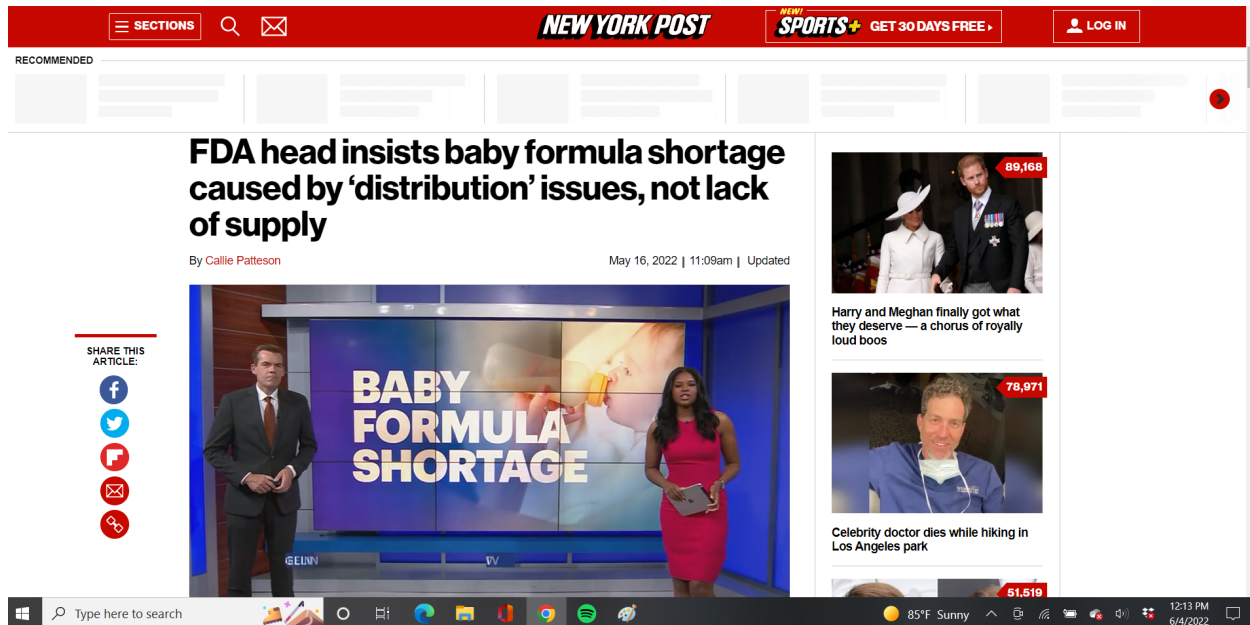 SECTIONS
NEW YORK POST
NEW!
SPORTS+ GET 30 DAYS FREE
LOG IN
RECOMMENDED
FDA head insists baby formula shortage
caused by ‘distribution’ issues, not lack
of supply
By Callie Patteson
May 16, 2022 | 11:09am | Updated
SHARE THIS
ARTICLE:
BABY
FORMULA
SHORTAGE
89,168
Harry and Meghan finally got what
they deserve — a chorus of royally
loud boos
78,971
Celebrity doctor dies while hiking in
Los Angeles park
51,519
Type here to search
85°F Sunny
12:13 PM
6/4/2022